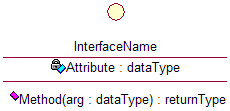 InterfaceName
Attribute : dataType
Method(arg : dataType) : returnType